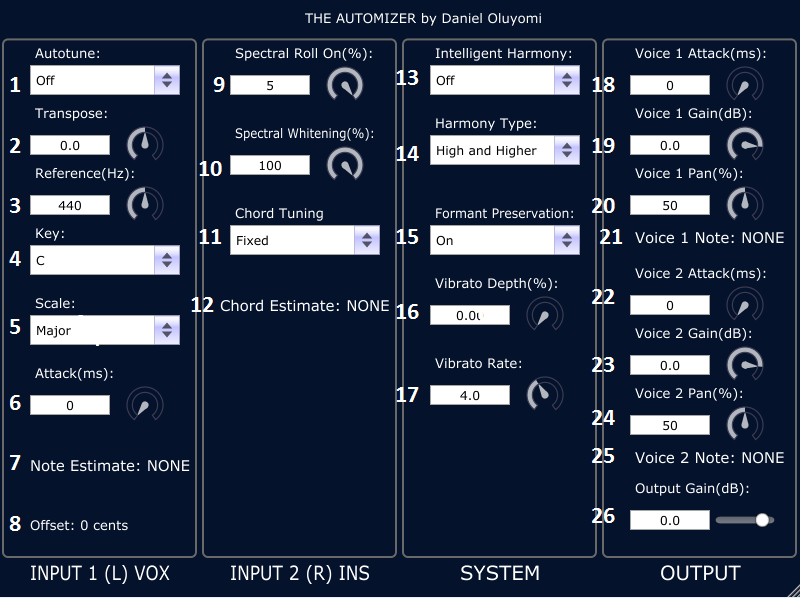 THE AUTOMIZER by Daniel Oluyomi
Autotune:
1 Off
Transpose:
2 0.0
Reference(Hz):
3 440
Key:
4 C
Scale:
5 Major
Attack(ms):
6 0
7 Note Estimate: NONE
8 Offset: 0 cents
INPUT 1 (L) VOX
Spectral Roll On(%):
9 5
Spectral Whitening(%):
10 100
Chord Tuning
11 Fixed
12 Chord Estimate: NONE
INPUT 2 (R) INS
Intelligent Harmony:
13 Off
Harmony Type:
14 High and Higher
Formant Preservation:
15 On
Vibrato Depth(%):
16 0.0
Vibrato Rate:
17 4.0
SYSTEM
Voice 1 Attack(ms):
18 0
Voice 1 Gain(dB):
19 0.0
Voice 1 Pan(%):
20 50
21 Voice 1 Note: NONE
Voice 2 Attack(ms):
22 0
Voice 2 Gain(dB):
23 0.0
Voice 2 Pan(%):
24 50
25 Voice 2 Note: NONE
Output Gain(dB):
26 0.0
OUTPUT